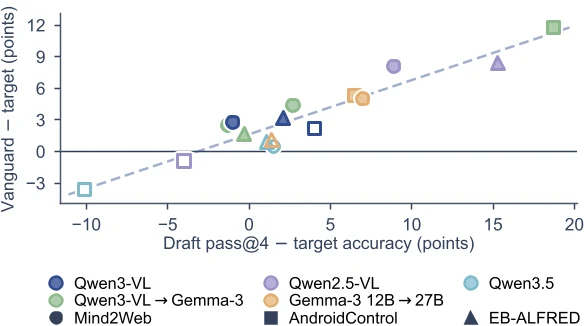 Vanguard − target (points)
12
9
6
3
0
−3
−10 −5 0 5 10 15 20
Draft pass@4 − target accuracy (points)
Qwen3-VL Qwen2.5-VL Qwen3.5
Qwen3-VL → Gemma-3 Gemma-3 12B → 27B
Mind2Web AndroidControl EB-ALFRED